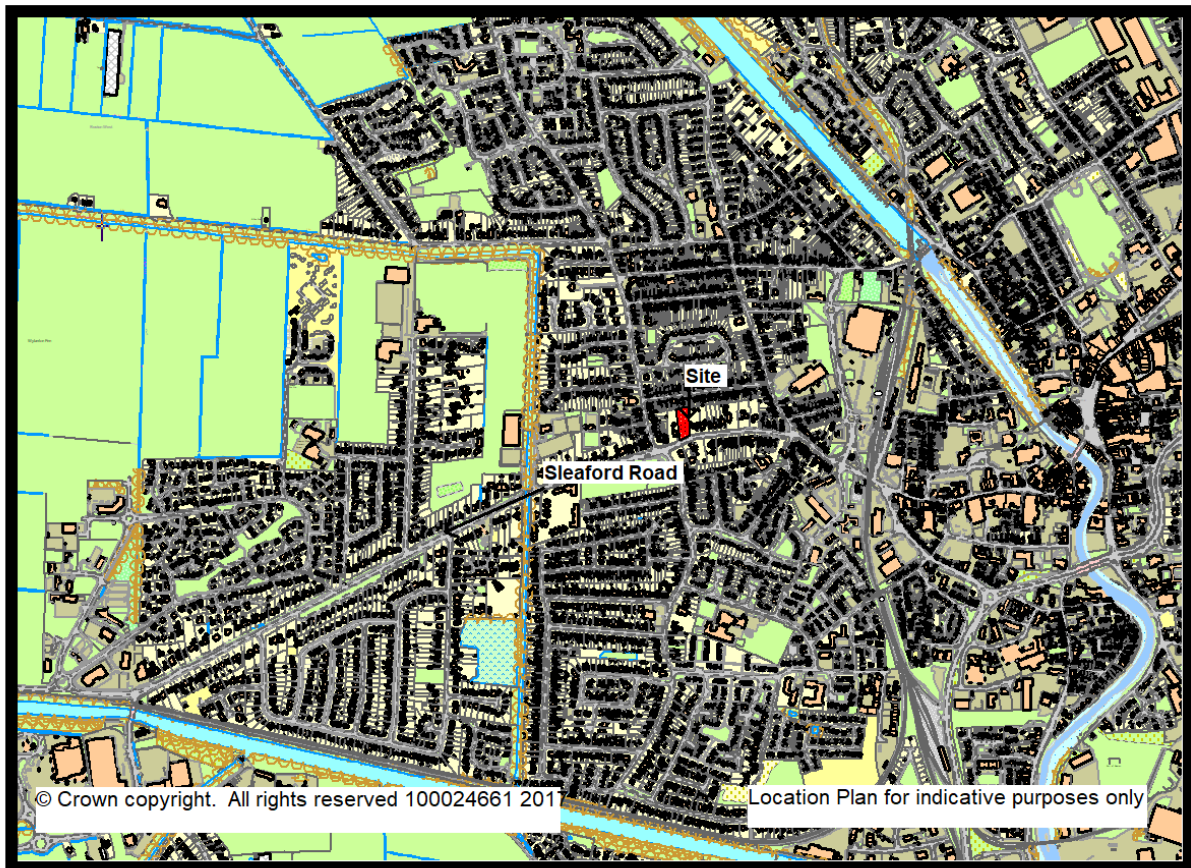 Site
Sleaford Road
© Crown copyright. All rights reserved 100024661 2017
Location Plan for indicative purposes only